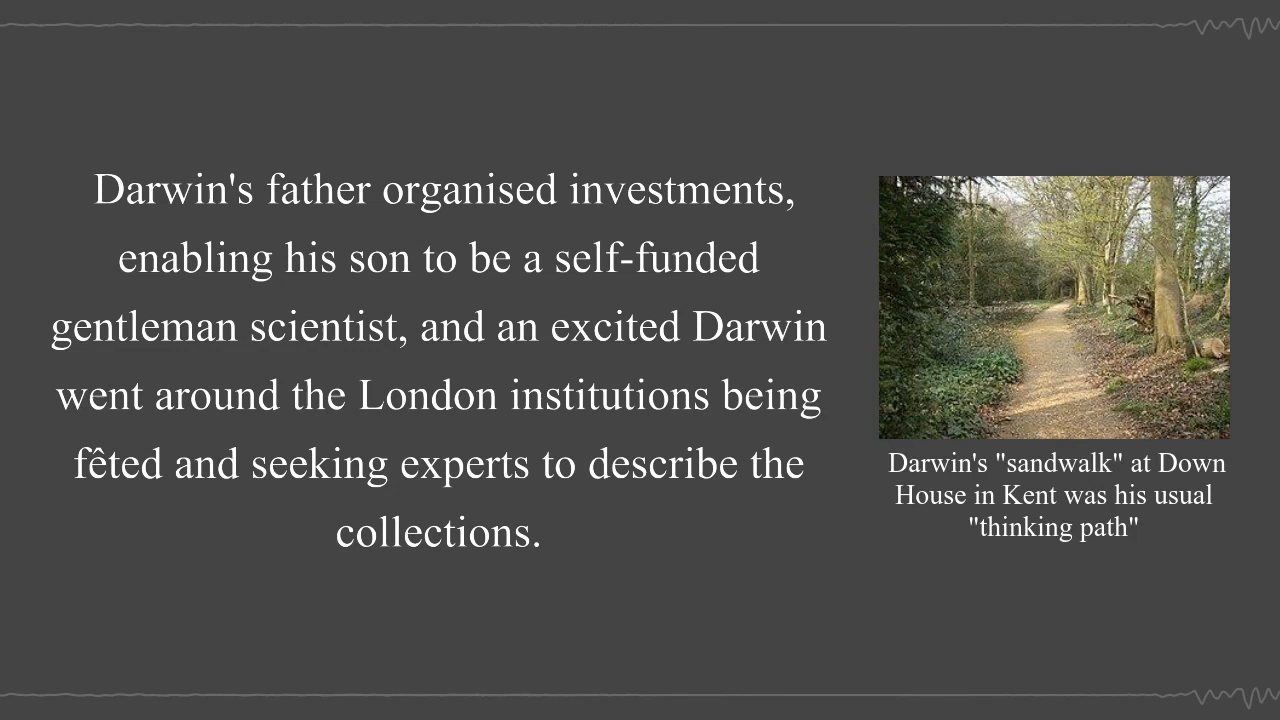 Darwin's father organised investments,
enabling his son to be a self-funded
gentleman scientist, and an excited Darwin
went around the London institutions being
fêted and seeking experts to describe the
collections.
Darwin's "sandwalk" at Down
House in Kent was his usual
"thinking path"